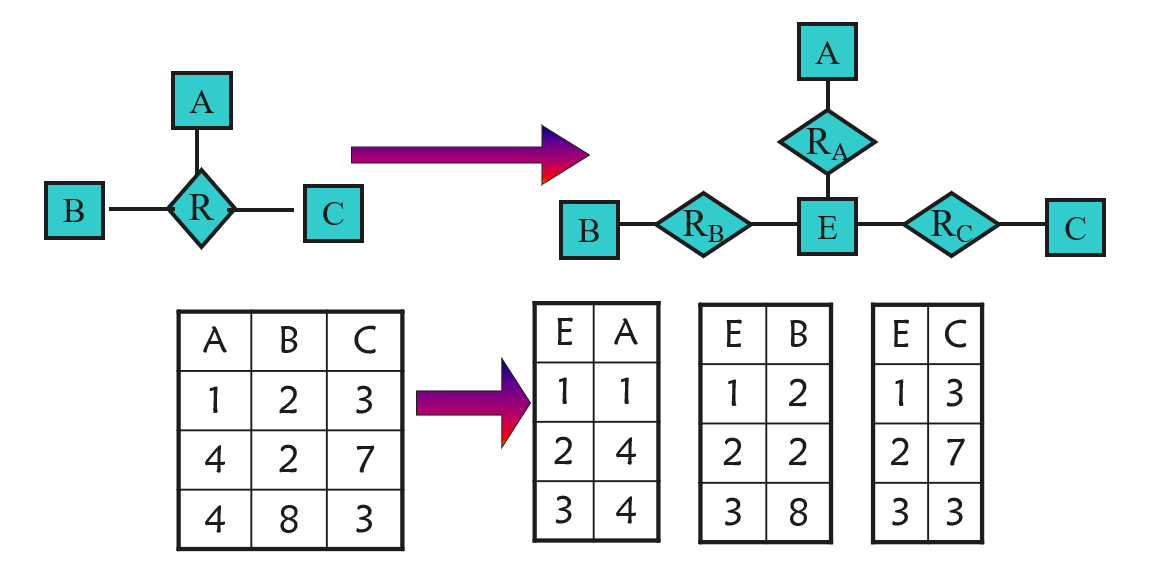 A
B R C
A
R_A
B R_B E R_C C
A B C
1 2 3
4 2 7
4 8 3
E A
1 1
2 4
3 4
E B
1 2
2 2
3 8
E C
1 3
2 7
3 3